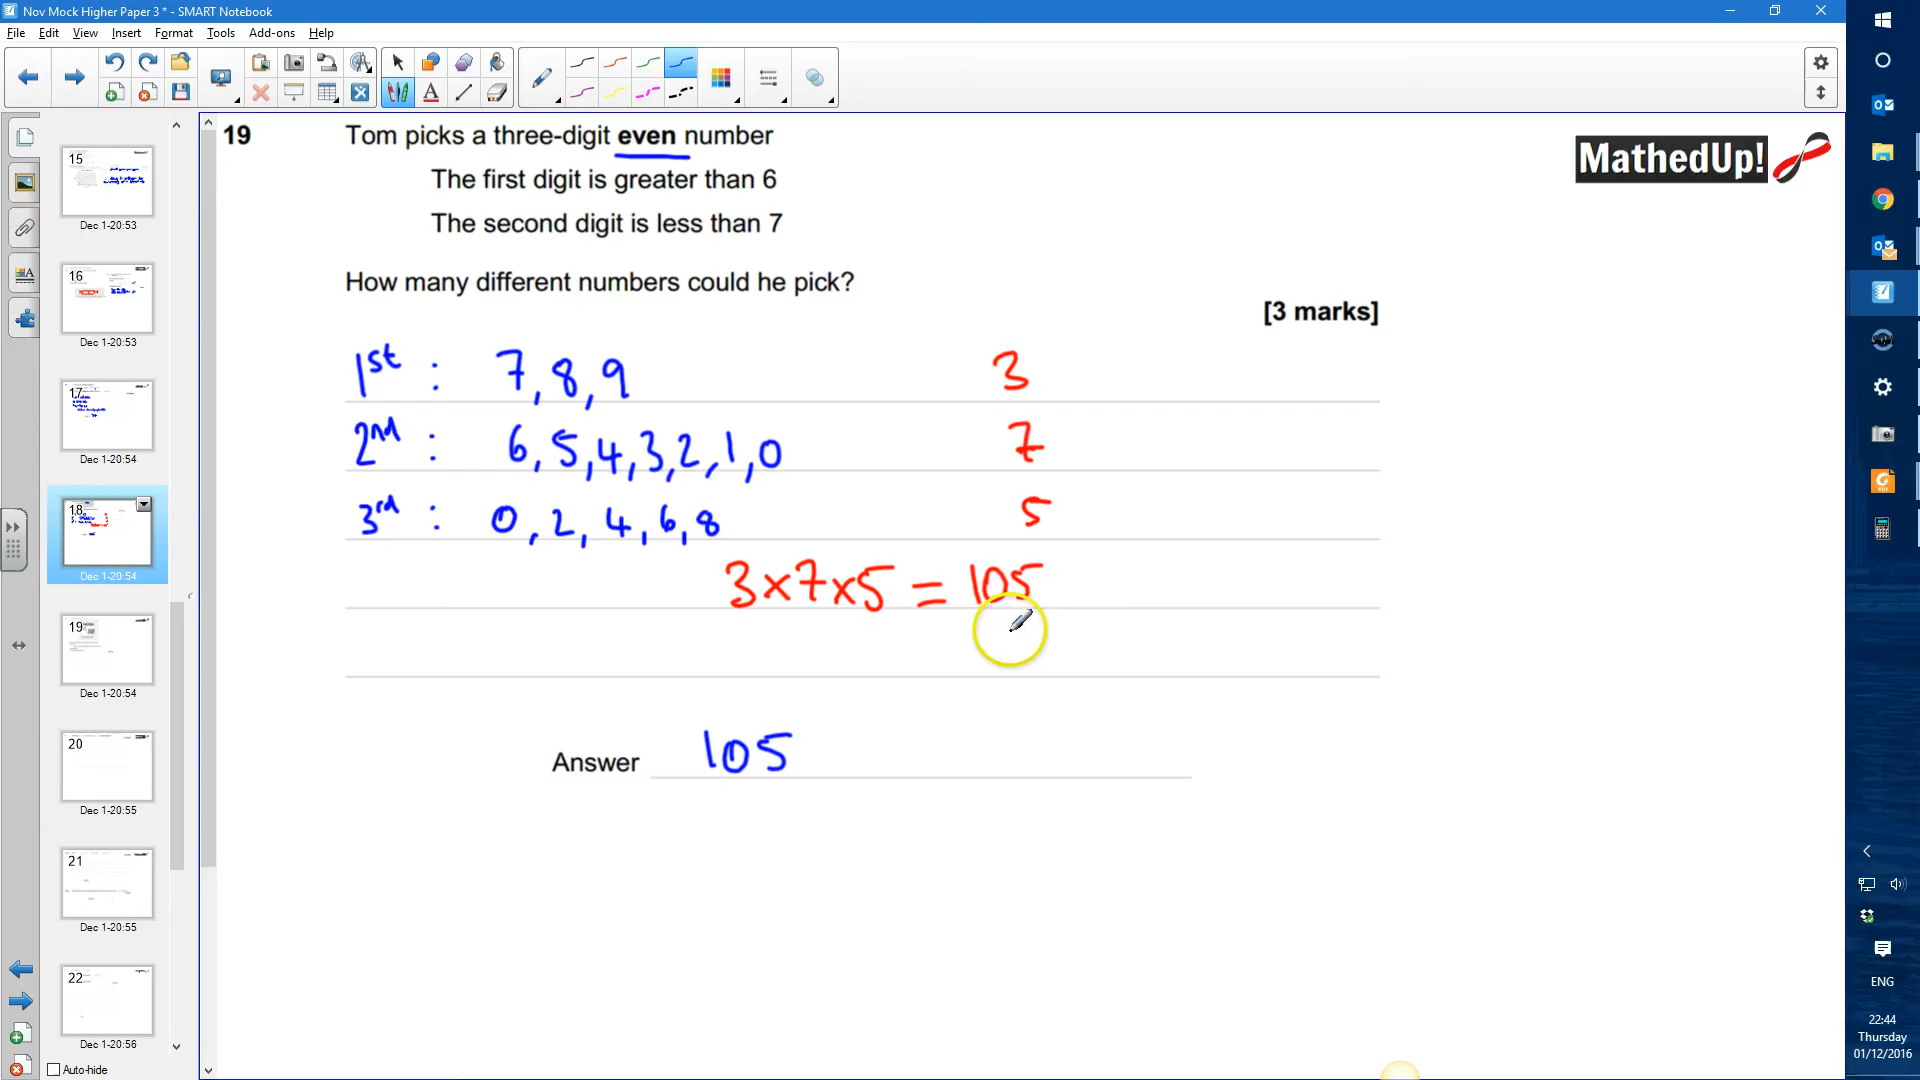 Nov Mock Higher Paper 3 * - SMART Notebook
File Edit View Insert Format Tools Add-ons Help
15
Dec 1-20:53
16
Dec 1-20:53
17
Dec 1-20:54
18
Dec 1-20:54
19
Dec 1-20:54
20
Dec 1-20:55
21
Dec 1-20:55
22
Dec 1-20:56
Auto-hide
19 Tom picks a three-digit even number
MathedUp!
The first digit is greater than 6
The second digit is less than 7
How many different numbers could he pick?
[3 marks]
1st : 7,8,9 3
2nd : 6,5,4,3,2,1,0 7
3rd : 0,2,4,6,8 5
3×7×5 = 105
Answer 105
ENG
22:44
Thursday
01/12/2016